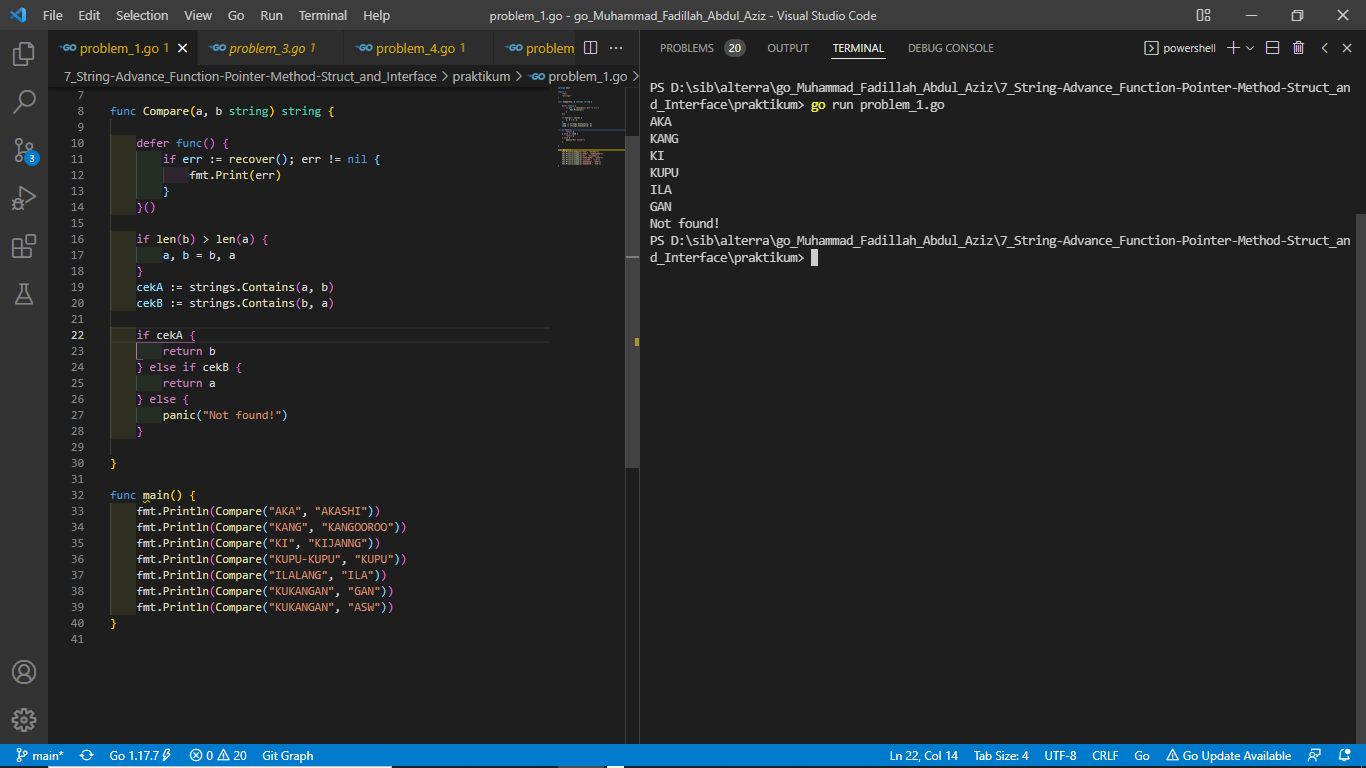 File Edit Selection View Go Run Terminal Help
problem_1.go - go_Muhammad_Fadillah_Abdul_Aziz - Visual Studio Code
problem_1.go 1
problem_3.go 1
problem_4.go 1
problem
7_String-Advance_Function-Pointer-Method-Struct_and_Interface > praktikum > problem_1.go >
7
8 func Compare(a, b string) string {
9
10 defer func() {
11 if err := recover(); err != nil {
12 fmt.Print(err)
13 }
14 }()
15
16 if len(b) > len(a) {
17 a, b = b, a
18 }
19 cekA := strings.Contains(a, b)
20 cekB := strings.Contains(b, a)
21
22 if cekA {
23 return b
24 } else if cekB {
25 return a
26 } else {
27 panic("Not found!")
28 }
29
30 }
31
32 func main() {
33 fmt.Println(Compare("AKA", "AKASHI"))
34 fmt.Println(Compare("KANG", "KANGOOROO"))
35 fmt.Println(Compare("KI", "KIJANNG"))
36 fmt.Println(Compare("KUPU-KUPU", "KUPU"))
37 fmt.Println(Compare("ILALANG", "ILA"))
38 fmt.Println(Compare("KUKANGAN", "GAN"))
39 fmt.Println(Compare("KUKANGAN", "ASW"))
40 }
41
PROBLEMS 20 OUTPUT TERMINAL DEBUG CONSOLE
powershell
PS D:\sib\alterra\go_Muhammad_Fadillah_Abdul_Aziz\7_String-Advance_Function-Pointer-Method-Struct_an
d_Interface\praktikum> go run problem_1.go
AKA
KANG
KI
KUPU
ILA
GAN
Not found!
PS D:\sib\alterra\go_Muhammad_Fadillah_Abdul_Aziz\7_String-Advance_Function-Pointer-Method-Struct_an
d_Interface\praktikum>
3
main* Go 1.17.7 0 20 Git Graph
Ln 22, Col 14 Tab Size: 4 UTF-8 CRLF Go Go Update Available